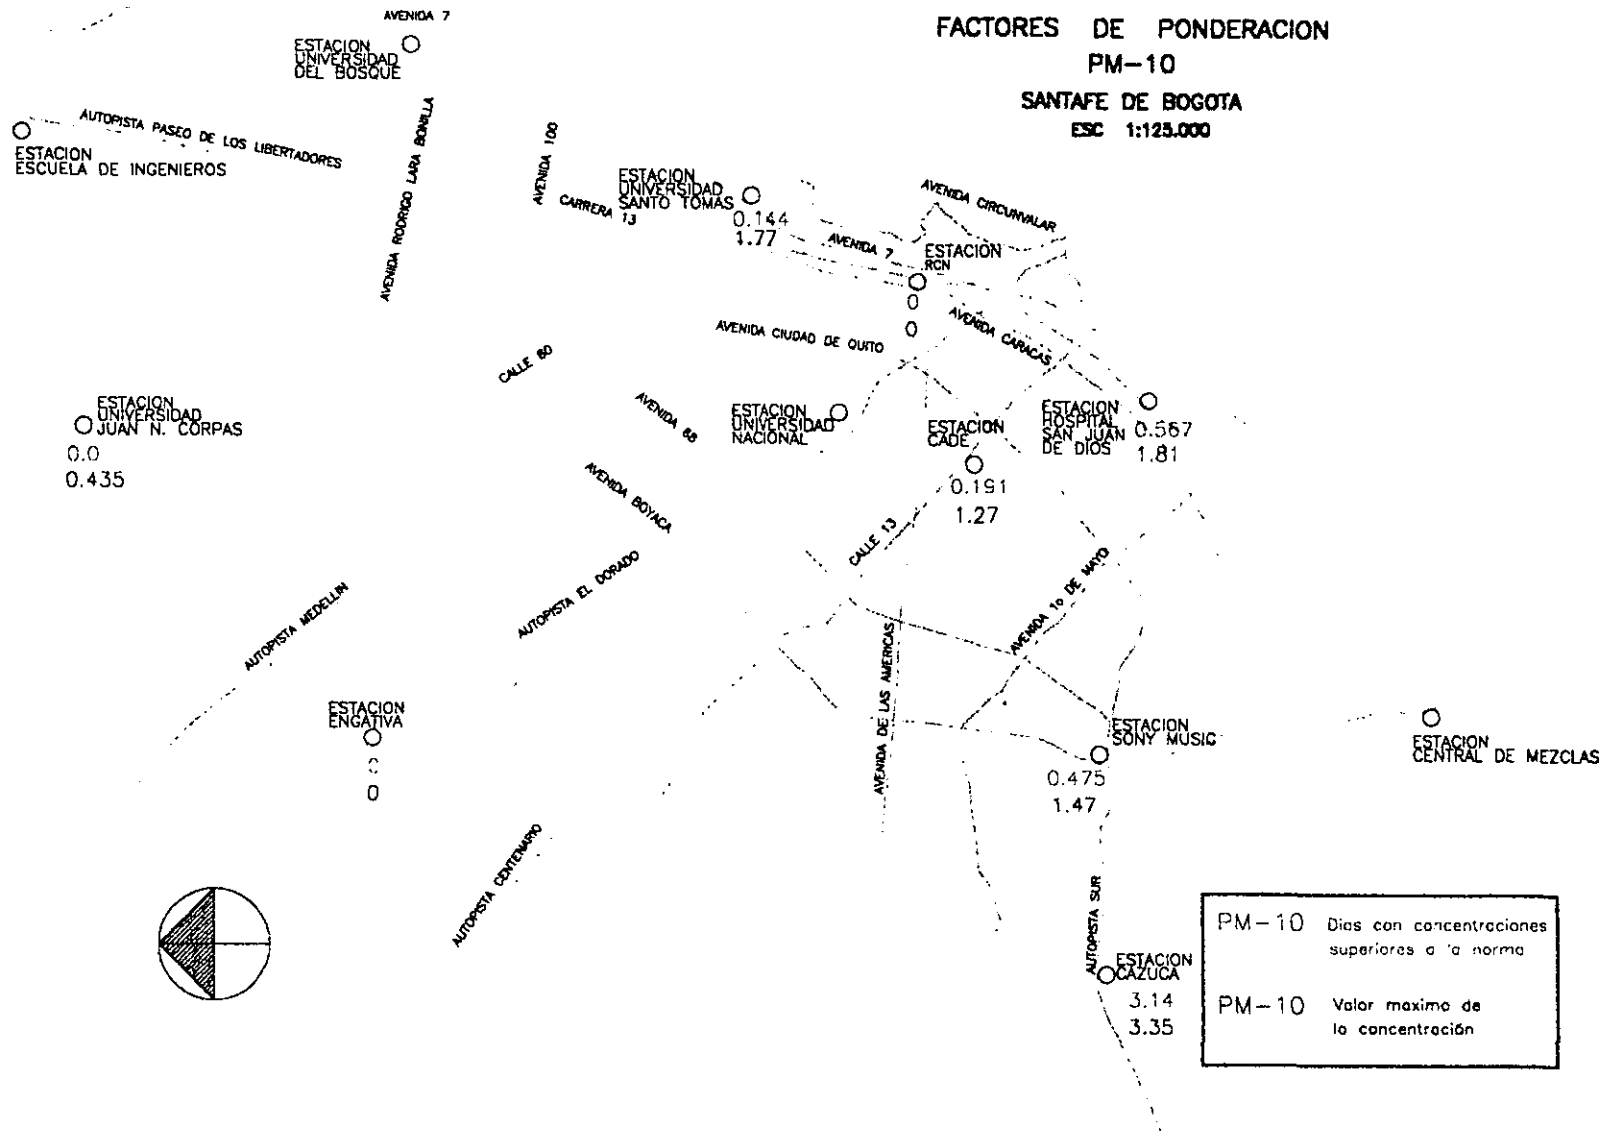 FACTORES DE PONDERACION
PM-10
SANTAFE DE BOGOTA
ESC 1:125.000
AVENIDA 7
ESTACION
UNIVERSIDAD
DEL BOSQUE
AUTOPISTA PASEO DE LOS LIBERTADORES
ESTACION
ESCUELA DE INGENIEROS
AVENIDA RODRIGO LARA BONILLA
AVENIDA 100
CARRERA 13
ESTACION
UNIVERSIDAD
SANTO TOMAS
0.144
1.77
AVENIDA CIRCUNVALAR
AVENIDA 7
ESTACION
RCN
0
0
AVENIDA CARACAS
AVENIDA CIUDAD DE QUITO
CALLE 80
AVENIDA 68
ESTACION
UNIVERSIDAD
JUAN N. CORPAS
0.0
0.435
ESTACION
UNIVERSIDAD
NACIONAL
ESTACION
CADE
0.191
1.27
ESTACION
HOSPITAL
SAN JUAN
DE DIOS
0.567
1.81
AVENIDA BOYACA
CALLE 13
AUTOPISTA EL DORADO
AUTOPISTA MEDELLIN
AVENIDA 1o DE MAYO
AVENIDA DE LAS AMERICAS
ESTACION
ENGATIVA
0
ESTACION
SONY MUSIC
0.475
1.47
ESTACION
CENTRAL DE MEZCLAS
AUTOPISTA CENTENARIO
AUTOPISTA SUR
ESTACION
CAZUCA
3.14
3.35
PM-10 Dias con concentraciones
superiores a la norma
PM-10 Valor maximo de
la concentración